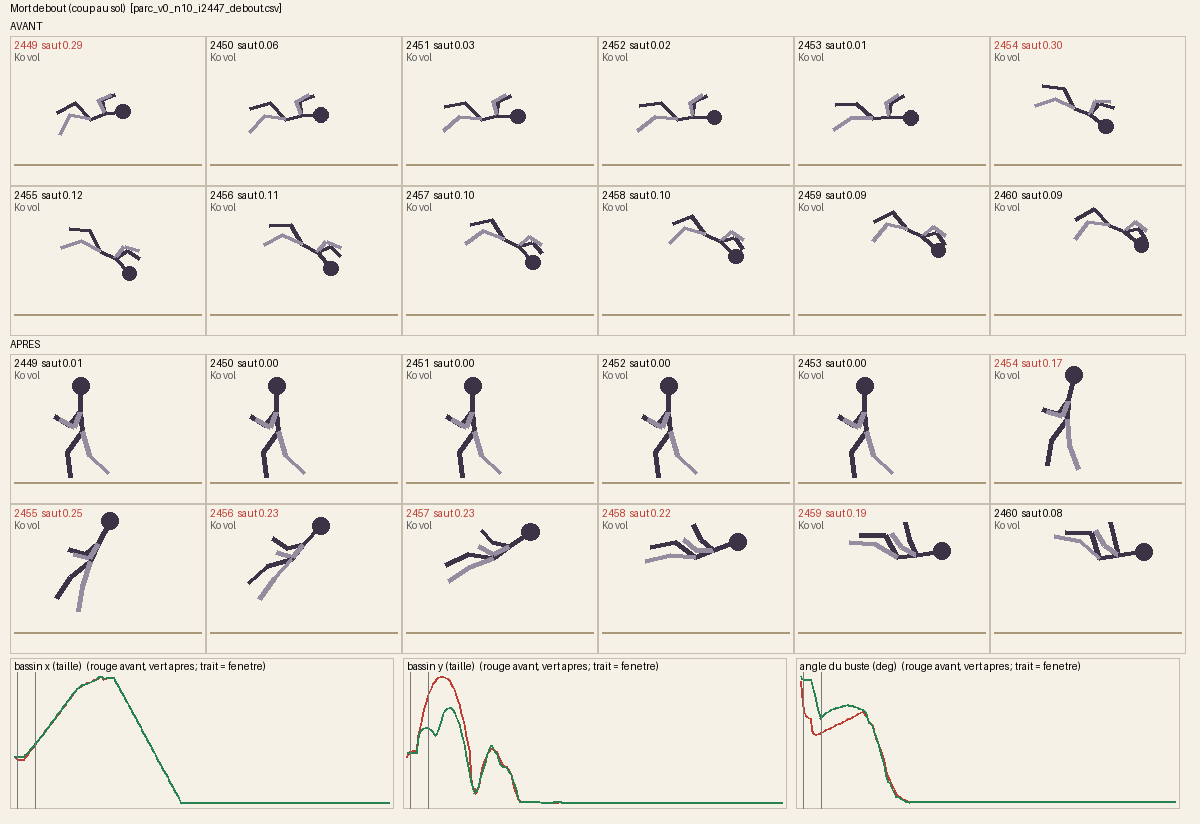 Mort debout (coup au sol) [parc_v0_n10_i2447_debout.csv]
AVANT
2449 saut 0.29
Ko vol
2450 saut 0.06
Ko vol
2451 saut 0.03
Ko vol
2452 saut 0.02
Ko vol
2453 saut 0.01
Ko vol
2454 saut 0.30
Ko vol
2455 saut 0.12
Ko vol
2456 saut 0.11
Ko vol
2457 saut 0.10
Ko vol
2458 saut 0.10
Ko vol
2459 saut 0.09
Ko vol
2460 saut 0.09
Ko vol
APRES
2449 saut 0.01
Ko vol
2450 saut 0.00
Ko vol
2451 saut 0.00
Ko vol
2452 saut 0.00
Ko vol
2453 saut 0.00
Ko vol
2454 saut 0.17
Ko vol
2455 saut 0.25
Ko vol
2456 saut 0.23
Ko vol
2457 saut 0.23
Ko vol
2458 saut 0.22
Ko vol
2459 saut 0.19
Ko vol
2460 saut 0.08
Ko vol
bassin x (taille) (rouge avant, vert apres; trait = fenetre)
bassin y (taille) (rouge avant, vert apres; trait = fenetre)
angle du buste (deg) (rouge avant, vert apres; trait = fenetre)